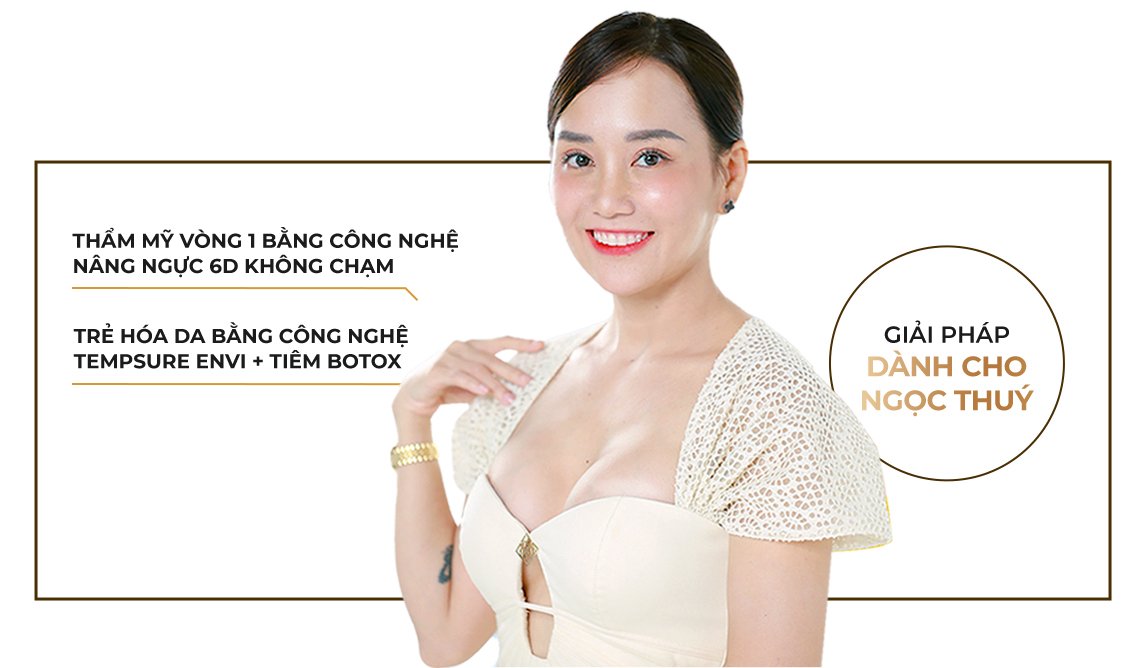 THẨM MỸ VÒNG 1 BẰNG CÔNG NGHỆ
NÂNG NGỰC 6D KHÔNG CHẠM
TRẺ HÓA DA BẰNG CÔNG NGHỆ
TEMPSURE ENVI + TIÊM BOTOX
GIẢI PHÁP
DÀNH CHO
NGỌC THUÝ